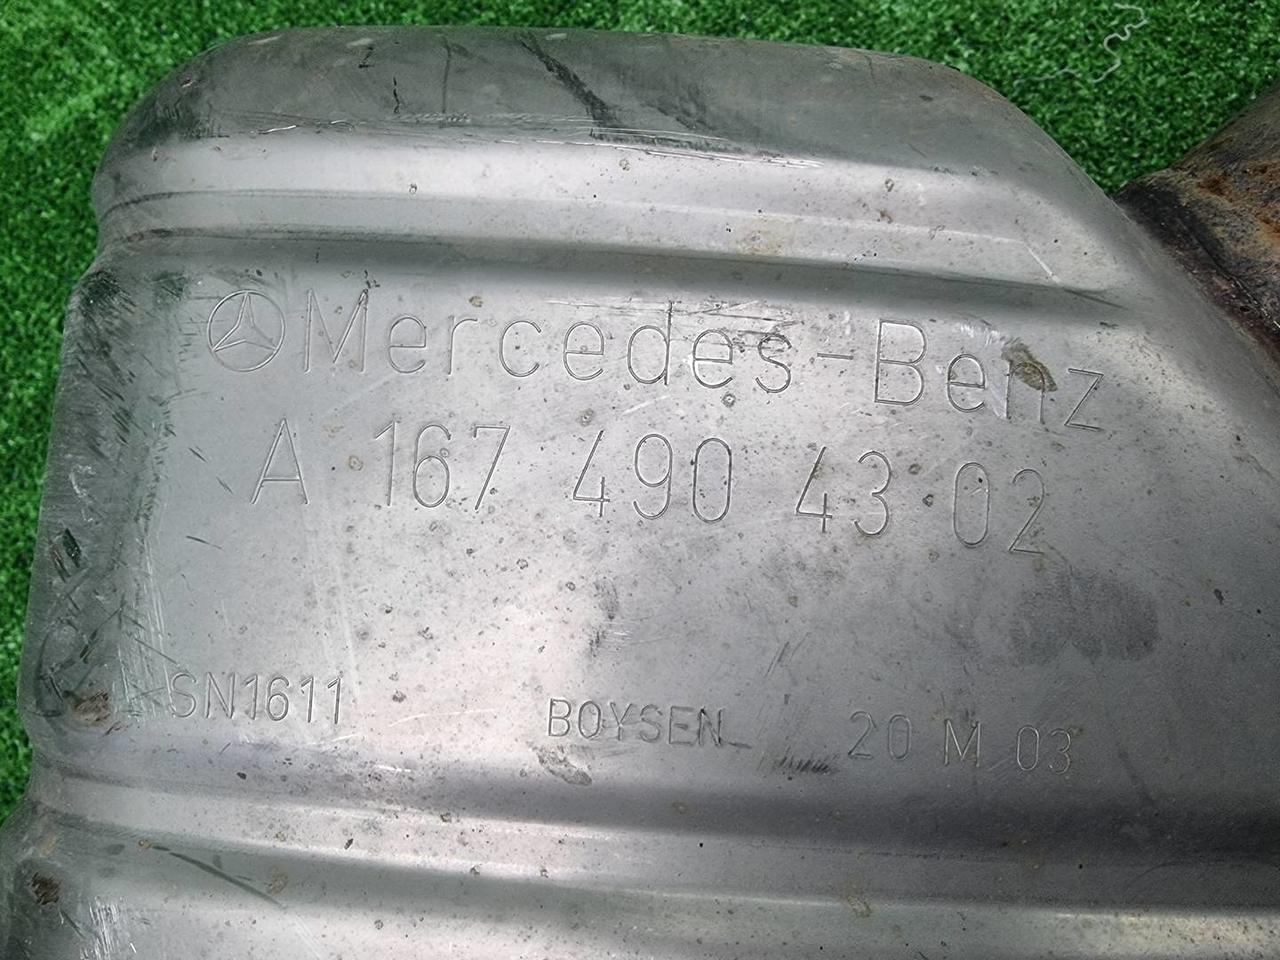 Mercedes-Benz
A 167 490 43 02
SN1611 BOYSEN 20 M 03